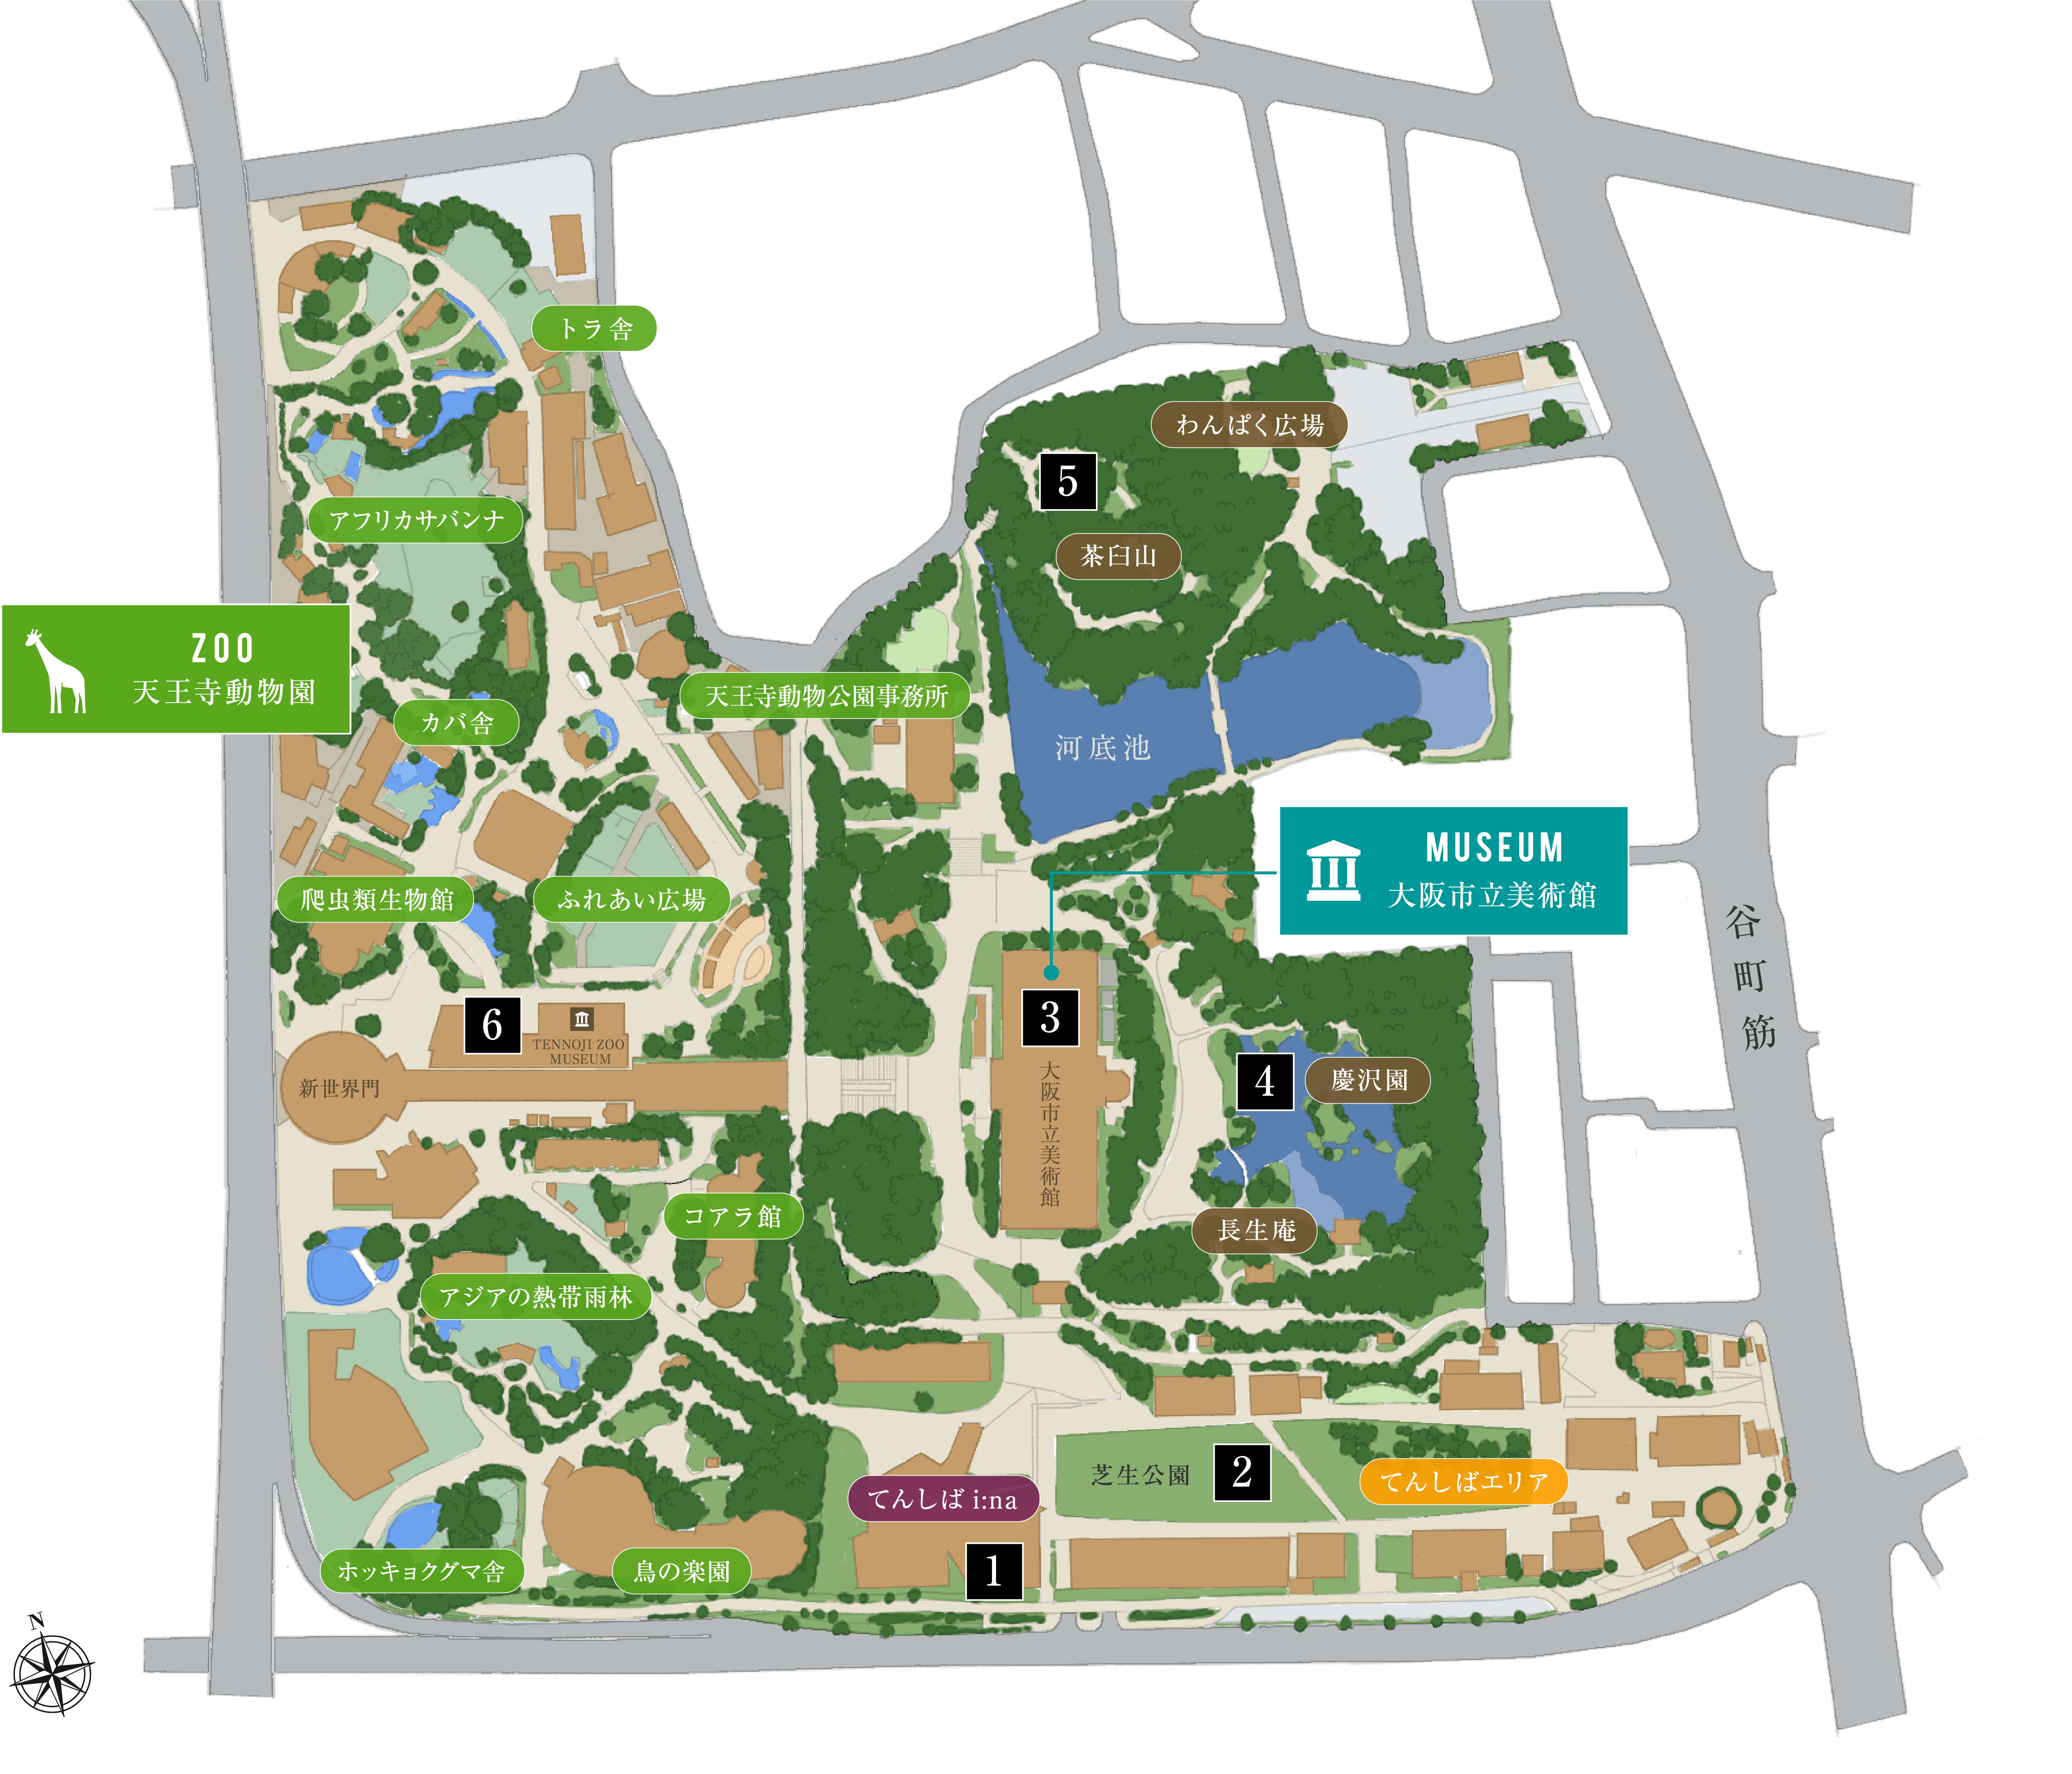 トラ舎
わんぱく広場
5
アフリカサバンナ
茶臼山
ZOO
天王寺動物園
天王寺動物公園事務所
カバ舎
河底池
MUSEUM
大阪市立美術館
爬虫類生物館
ふれあい広場
谷町筋
6
TENNOJI ZOO
MUSEUM
3
大阪市立美術館
新世界門
4
慶沢園
コアラ館
長生庵
アジアの熱帯雨林
芝生公園
2
てんしばエリア
てんしば i:na
1
ホッキョクグマ舎
鳥の楽園
N